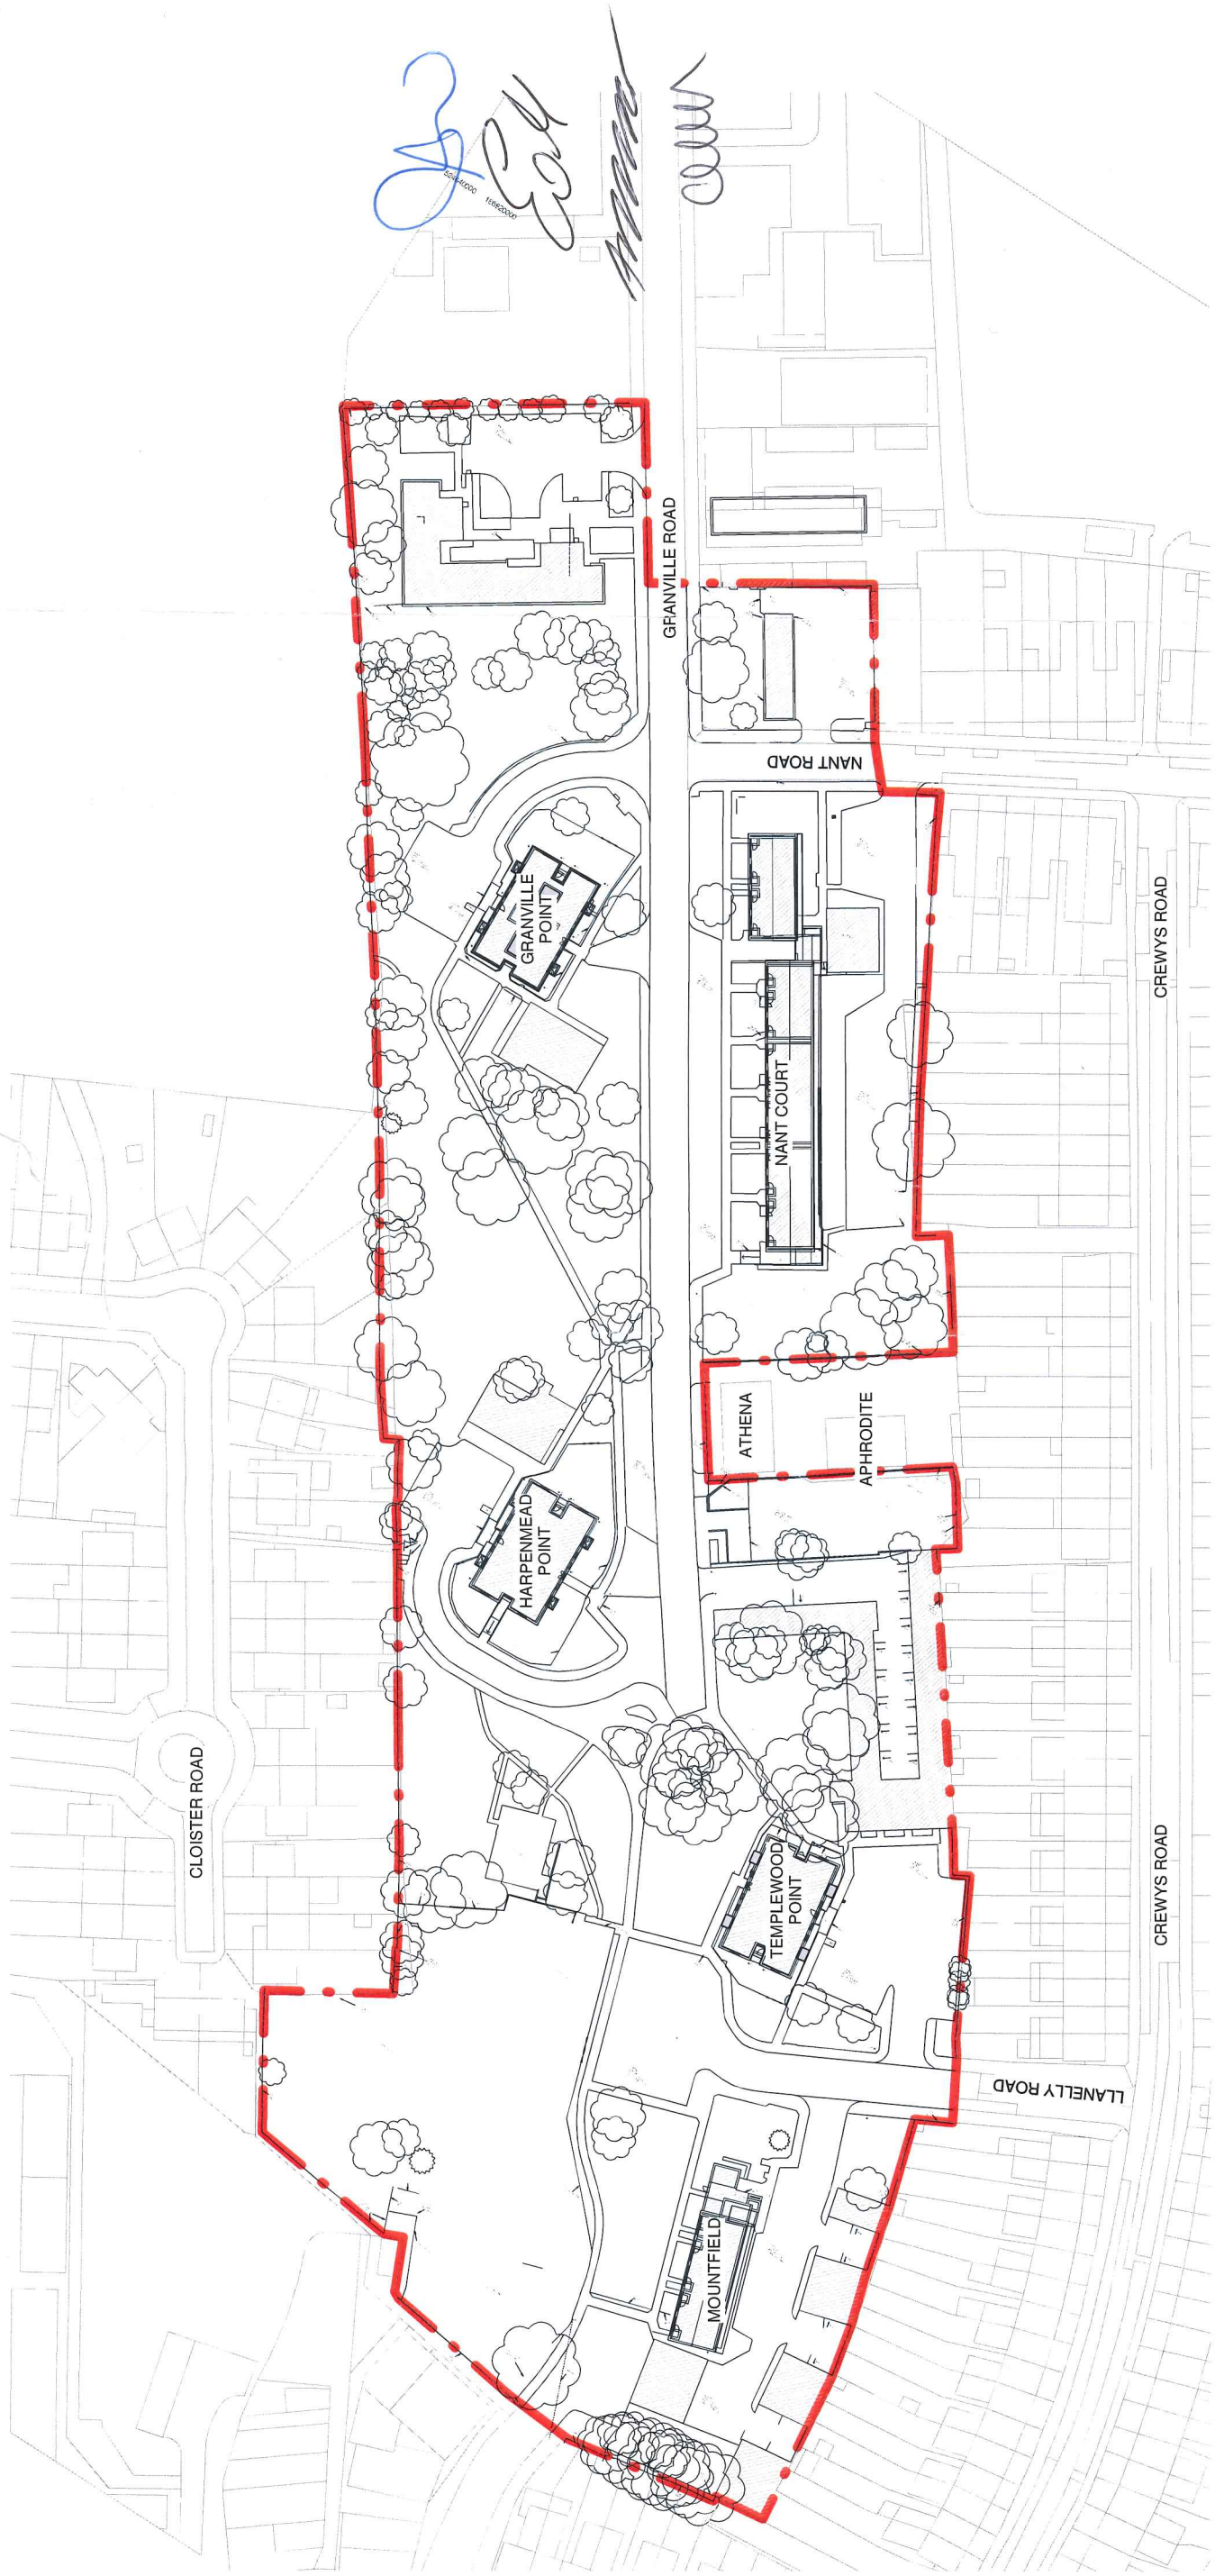 GRANVILLE ROAD
NANT ROAD
GRANVILLE
POINT
NANT COURT
CREWYS ROAD
ATHENA
APHRODITE
HARPENMEAD
POINT
CLOISTER ROAD
TEMPLEWOOD
POINT
CREWYS ROAD
LLANELLY ROAD
MOUNTFIELD